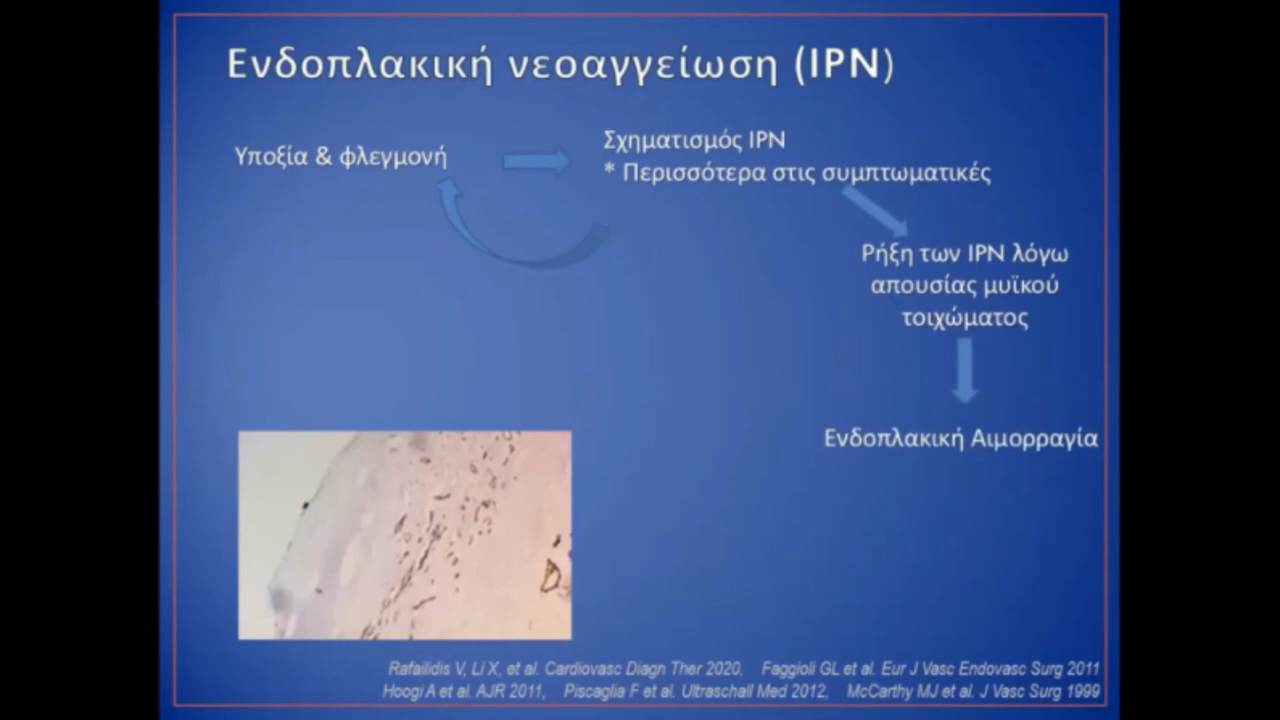 Ενδοπλακική νεοαγγείωση (IPN)
Υποξία & φλεγμονή
Σχηματισμός IPN
* Περισσότερα στις συμπτωματικές
Ρήξη των IPN λόγω
απουσίας μυϊκού
τοιχώματος
Ενδοπλακική Αιμορραγία
Rafailidis V, Li X, et al. Cardiovasc Diagn Ther 2020, Faggioli GL et al. Eur J Vasc Endovasc Surg 2011
Hoogi A et al. AJR 2011, Piscaglia F et al. Ultraschall Med 2012, McCarthy MJ et al. J Vasc Surg 1999